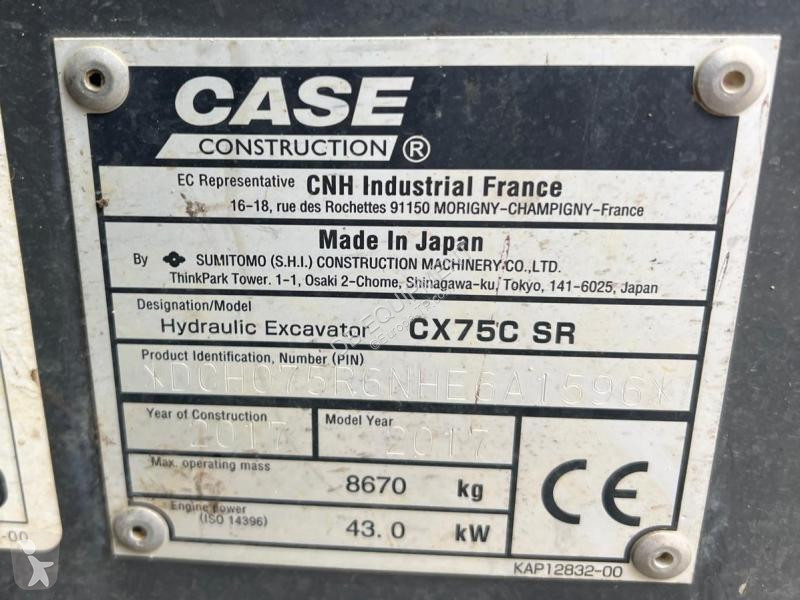 CASE
CONSTRUCTION ®
EC Representative CNH Industrial France
16-18, rue des Rochettes 91150 MORIGNY-CHAMPIGNY-France
Made In Japan
By SUMITOMO (S.H.I.) CONSTRUCTION MACHINERY CO.,LTD.
ThinkPark Tower. 1-1, Osaki 2-Chome, Shinagawa-ku, Tokyo, 141-6025, Japan
Designation/Model
Hydraulic Excavator CX75C SR
Product Identification, Number (PIN)
*DCH075R6NHE6A1596*
Year of Construction 2017 Model Year 2017
Max. operating mass
8670 kg
Engine power
(ISO 14396) 43.0 kW
CE
KAP12832-00
-00